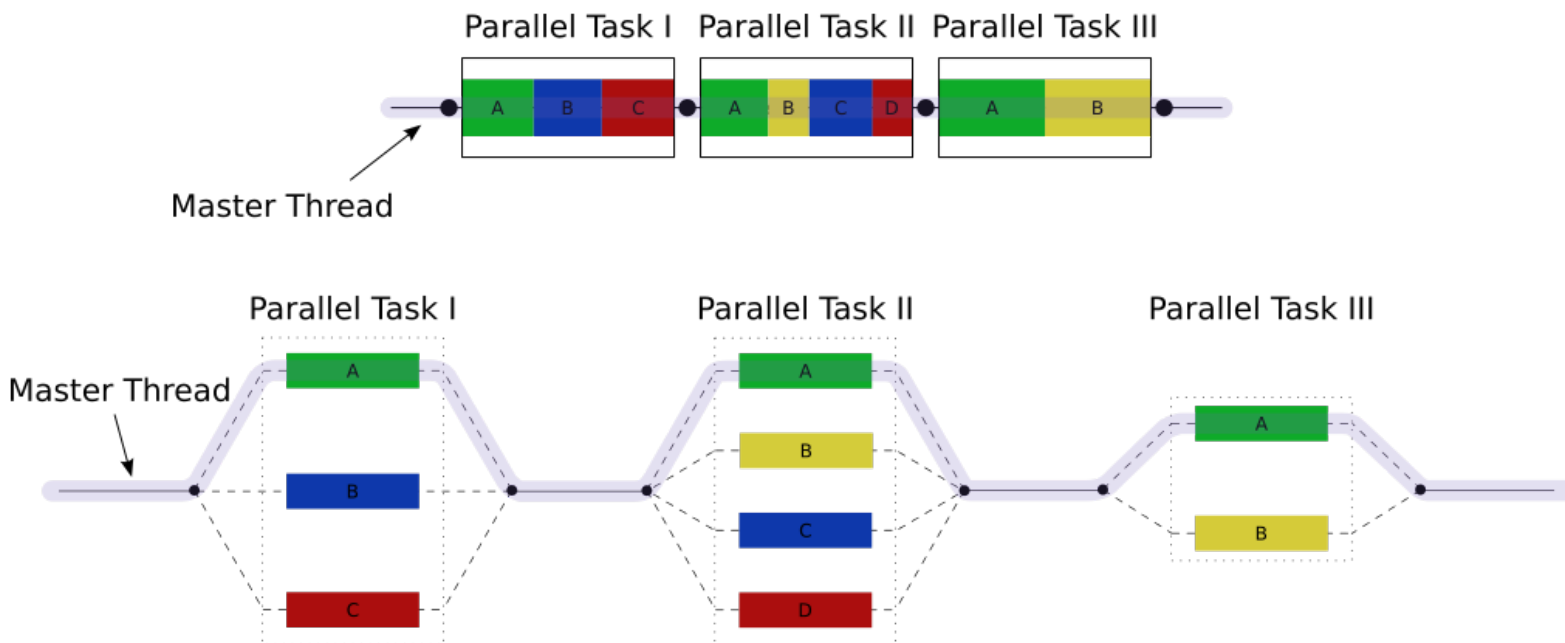 Parallel Task I Parallel Task II Parallel Task III
A B C A B C D A B
Master Thread
Parallel Task I Parallel Task II Parallel Task III
A A
Master Thread
A
B
B
C
B
C D